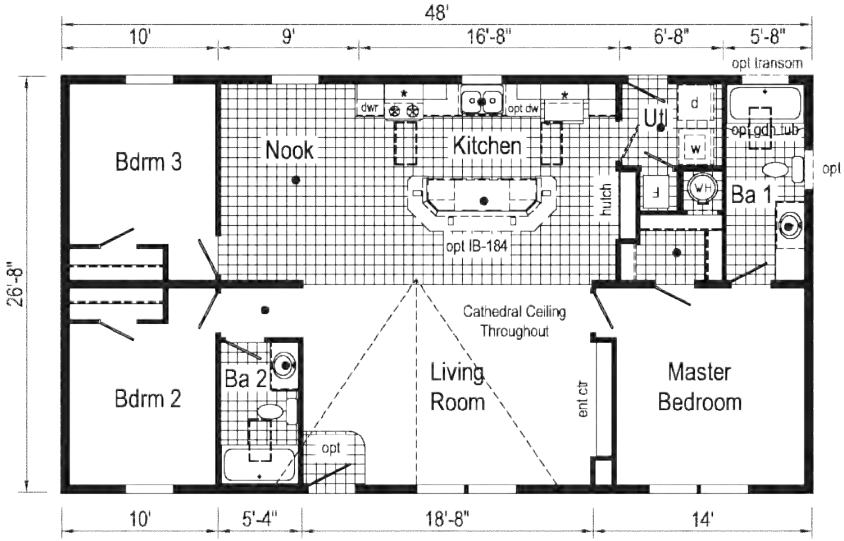 48'
10' 9' 16'-8" 6'-8" 5'-8"
opt transom
dwr * opt dw *
d
Utl
opt gdn tub
Bdrm 3
Nook
Kitchen
w
opt
F
WH
Ba 1
hutch
opt IB-184
26'-8"
Cathedral Ceiling
Throughout
Ba 2
Living
Room
Master
Bedroom
Bdrm 2
ent ctr
opt
10' 5'-4" 18'-8" 14'